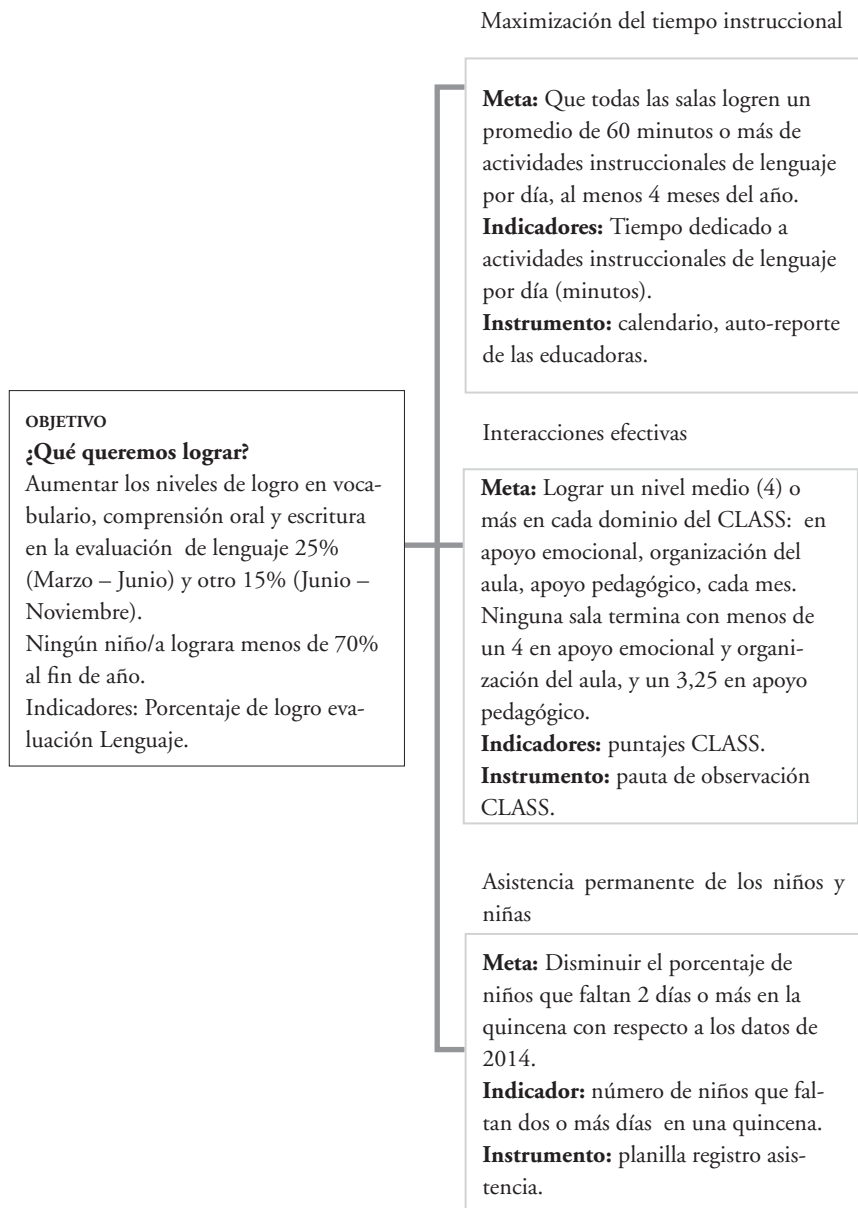 Maximización del tiempo instruccional
Meta: Que todas las salas logren un
promedio de 60 minutos o más de
actividades instruccionales de lenguaje
por día, al menos 4 meses del año.
Indicadores: Tiempo dedicado a
actividades instruccionales de lenguaje
por día (minutos).
Instrumento: calendario, auto-reporte
de las educadoras.
OBJETIVO
¿Qué queremos lograr?
Aumentar los niveles de logro en voca-
bulario, comprensión oral y escritura
en la evaluación de lenguaje 25%
(Marzo – Junio) y otro 15% (Junio –
Noviembre).
Ningún niño/a lograra menos de 70%
al fin de año.
Indicadores: Porcentaje de logro eva-
luación Lenguaje.
Interacciones efectivas
Meta: Lograr un nivel medio (4) o
más en cada dominio del CLASS: en
apoyo emocional, organización del
aula, apoyo pedagógico, cada mes.
Ninguna sala termina con menos de
un 4 en apoyo emocional y organi-
zación del aula, y un 3,25 en apoyo
pedagógico.
Indicadores: puntajes CLASS.
Instrumento: pauta de observación
CLASS.
Asistencia permanente de los niños y
niñas
Meta: Disminuir el porcentaje de
niños que faltan 2 días o más en la
quincena con respecto a los datos de
2014.
Indicador: número de niños que fal-
tan dos o más días en una quincena.
Instrumento: planilla registro asis-
tencia.